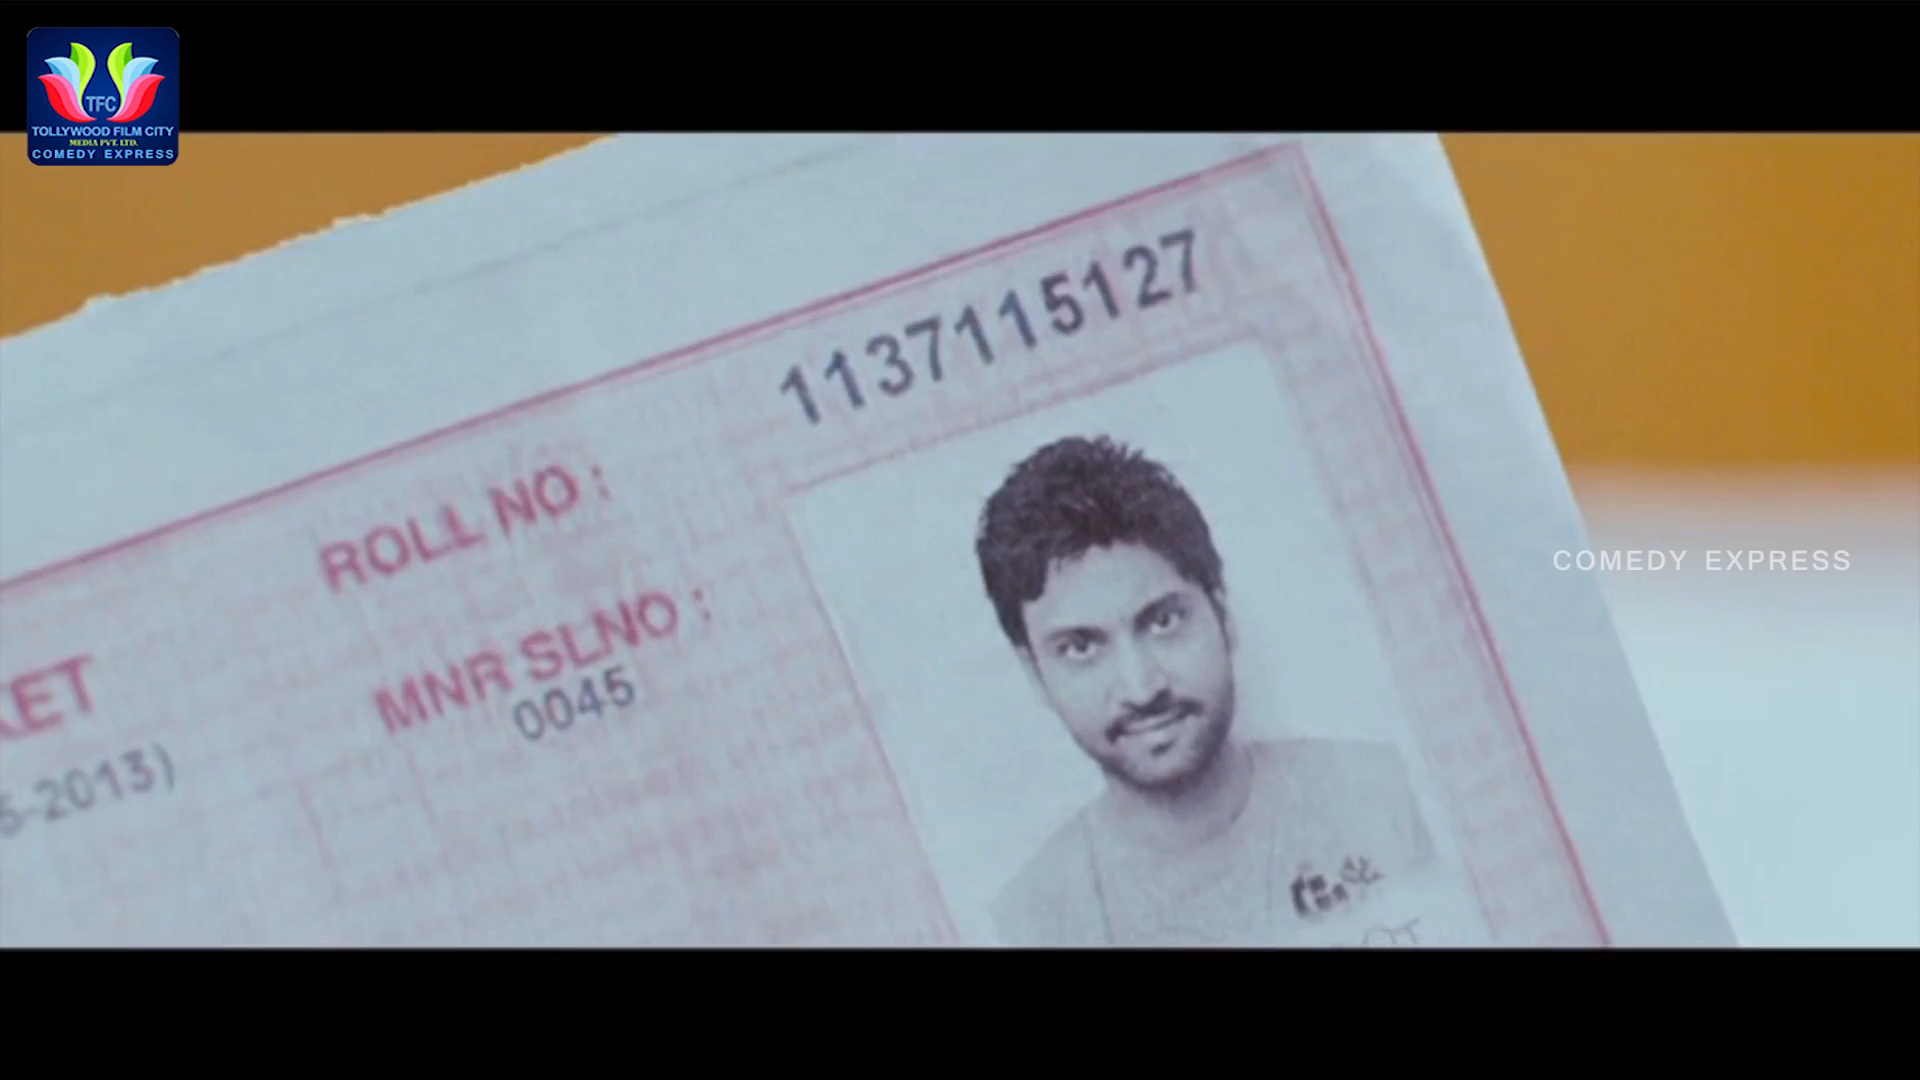 TFC
TOLLYWOOD FILM CITY
MEDIA PVT. LTD.
COMEDY EXPRESS
1137115127
ROLL NO :
MNR SLNO :
0045
KET
5-2013)
COMEDY EXPRESS